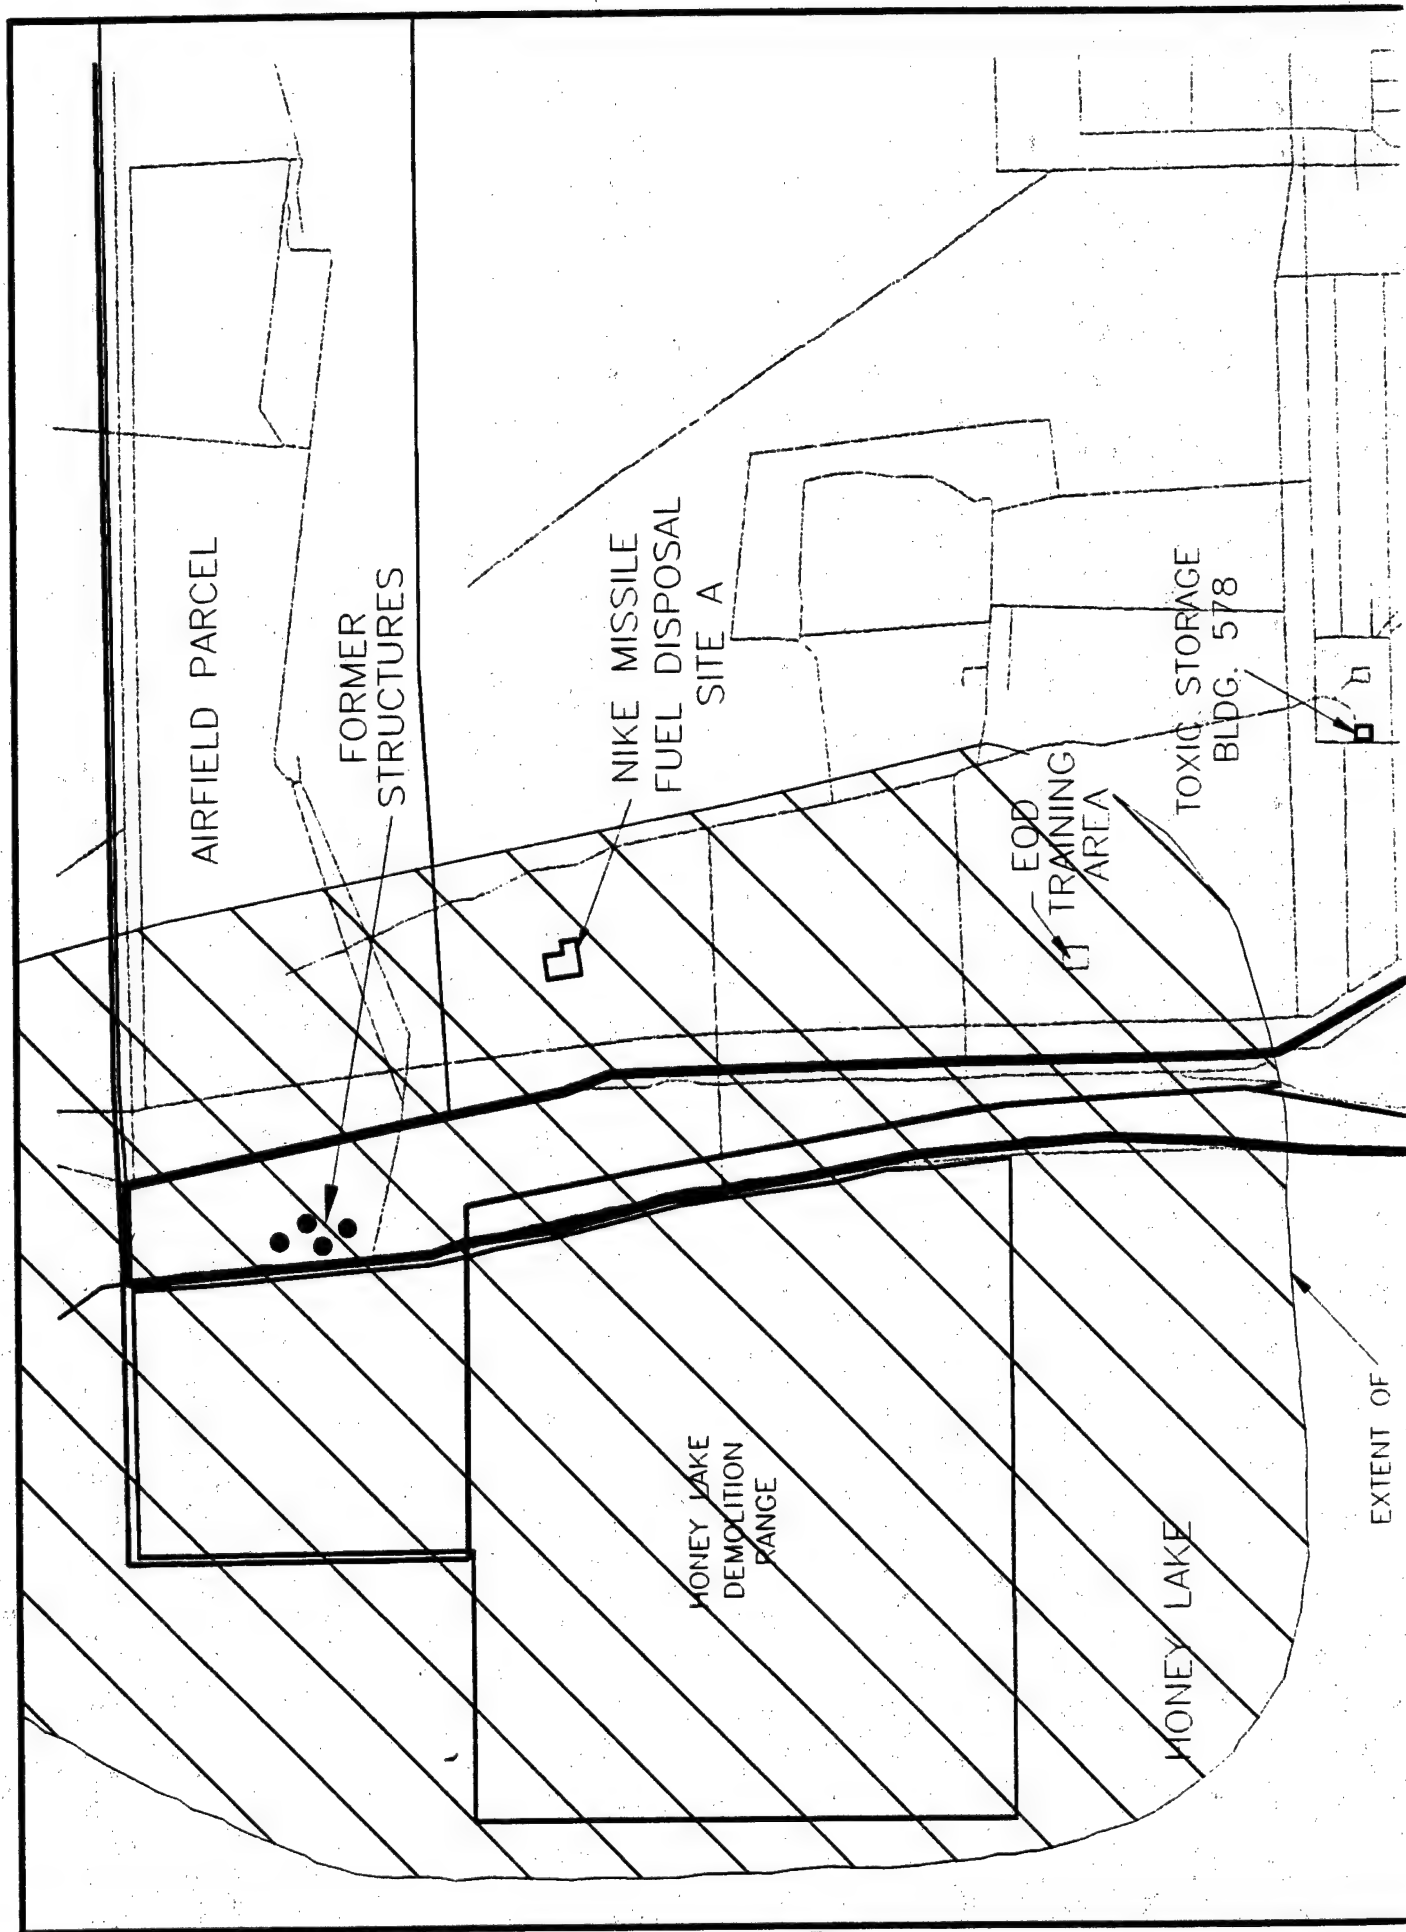 AIRFIELD PARCEL
FORMER
STRUCTURES
NIKE MISSILE
FUEL DISPOSAL
SITE A
EOD
TRAINING
AREA
TOXIC STORAGE
BLDG. 578
HONEY LAKE
DEMOLITION
RANGE
HONEY LAKE
EXTENT OF